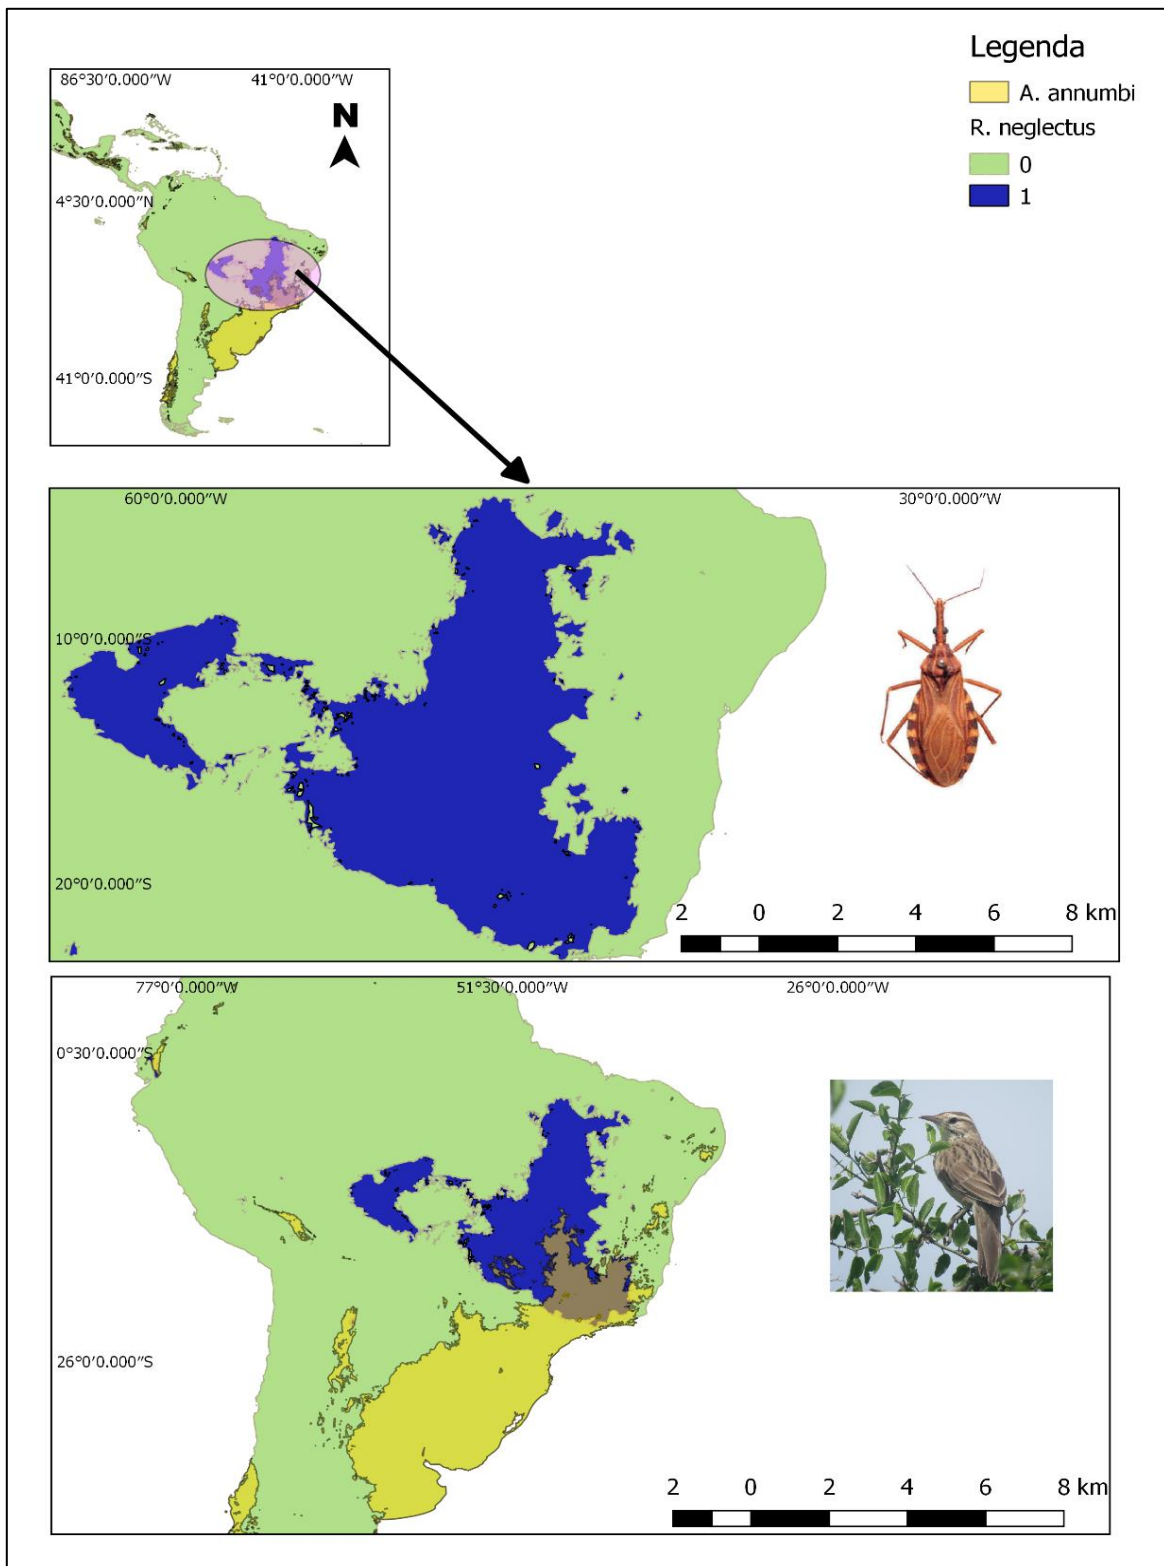 Legenda
A. annumbi
R. neglectus
0
1
86°30′0.000″W 41°0′0.000″W
N
4°30′0.000″N
41°0′0.000″S
60°0′0.000″W 30°0′0.000″W
10°0′0.000″S
20°0′0.000″S
2 0 2 4 6 8 km
77°0′0.000″W 51°30′0.000″W 26°0′0.000″W
0°30′0.000″S
26°0′0.000″S
2 0 2 4 6 8 km